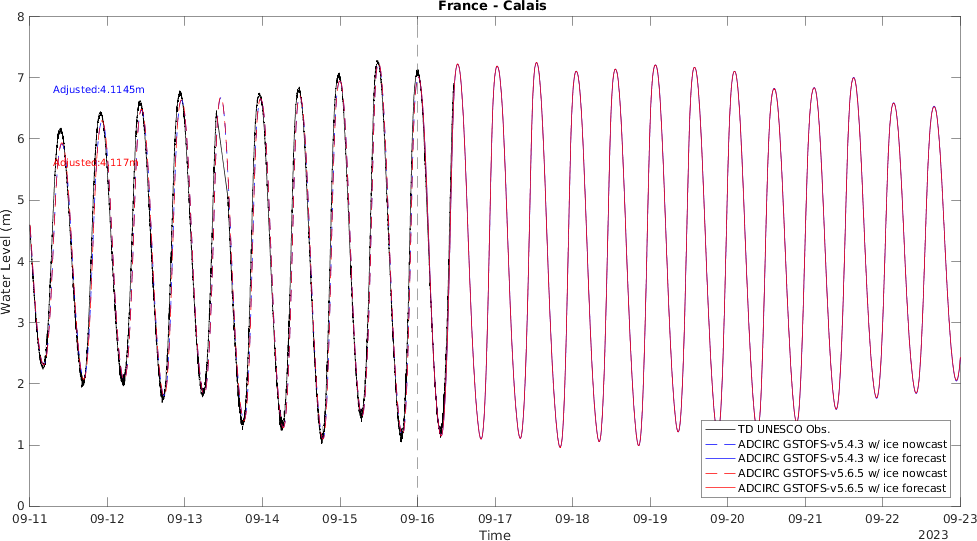 France - Calais
8
7
6
5
4
3
2
1
0
Water Level (m)
Adjusted:4.1145m
Adjusted:4.117m
TD UNESCO Obs.
ADCIRC GSTOFS-v5.4.3 w/ ice nowcast
ADCIRC GSTOFS-v5.4.3 w/ ice forecast
ADCIRC GSTOFS-v5.6.5 w/ ice nowcast
ADCIRC GSTOFS-v5.6.5 w/ ice forecast
09-11 09-12 09-13 09-14 09-15 09-16 09-17 09-18 09-19 09-20 09-21 09-22 09-23
Time
2023